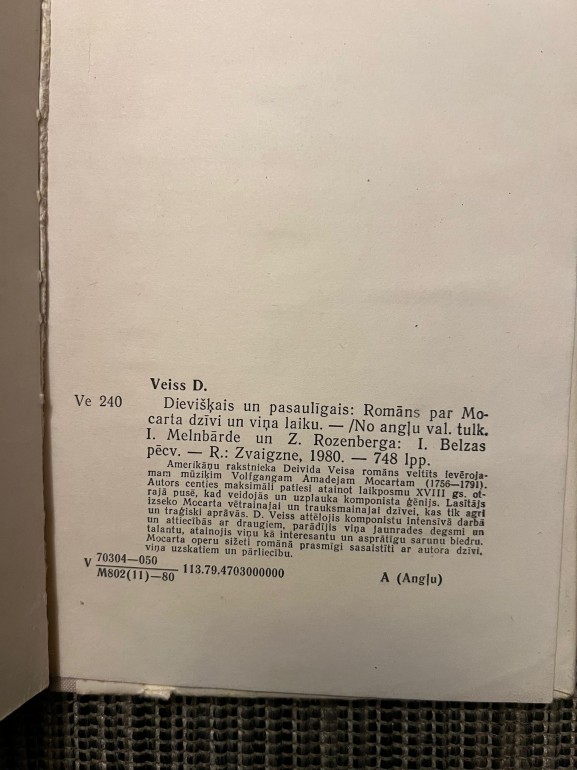 Veiss D.
Ve 240
Dievišķais un pasaulīgais: Romāns par Mo-
carta dzīvi un viņa laiku. — /No angļu val. tulk.
I. Melnbārde un Z. Rozenberga: I. Belzas
pēcv. — R.: Zvaigzne, 1980. — 748 lpp.
Amerikāņu rakstnieka Deivida Veisa romāns veltīts ievēroja-
mam mūziķim Volfgangam Amadejam Mocartam (1756—1791).
Autors centies maksimāli patiesi atainot laikposmu XVIII gs. ot-
rajā pusē, kad veidojās un uzplauka komponista ģēnijs. Lasītājs
izseko Mocarta vētrainajai un trauksmainajai dzīvei, kas tik agri
un traģiski aprāvās. D. Veiss attēlojis komponistu intensīvā darbā
un attiecībās ar draugiem, parādījis viņa jaunrades degsmi un
talantu, atainojis viņu kā interesantu un asprātīgu sarunu biedru.
Mocarta operu sižeti romānā prasmīgi sasaistīti ar autora dzīvi,
viņa uzskatiem un pārliecību.
V 70304—050
M802(11)—80 113.79.4703000000
A (Angļu)